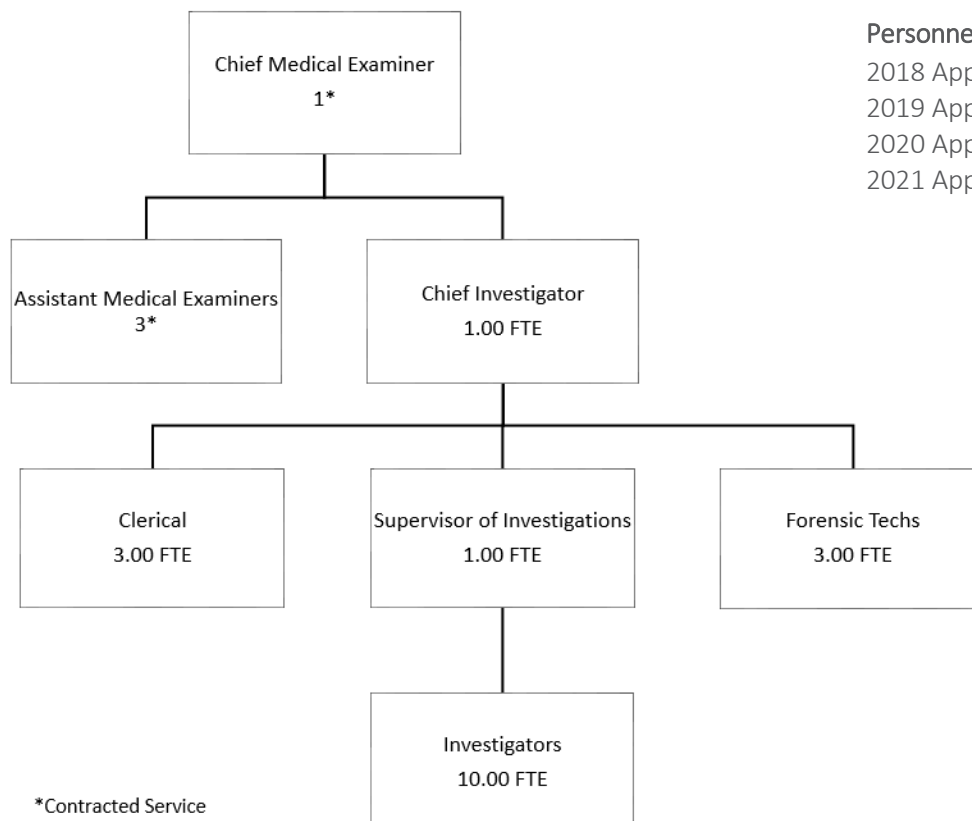 Chief Medical Examiner
1*
Personne
2018 App
2019 App
2020 App
2021 App
Assistant Medical Examiners
3*
Chief Investigator
1.00 FTE
Clerical
3.00 FTE
Supervisor of Investigations
1.00 FTE
Forensic Techs
3.00 FTE
Investigators
10.00 FTE
*Contracted Service